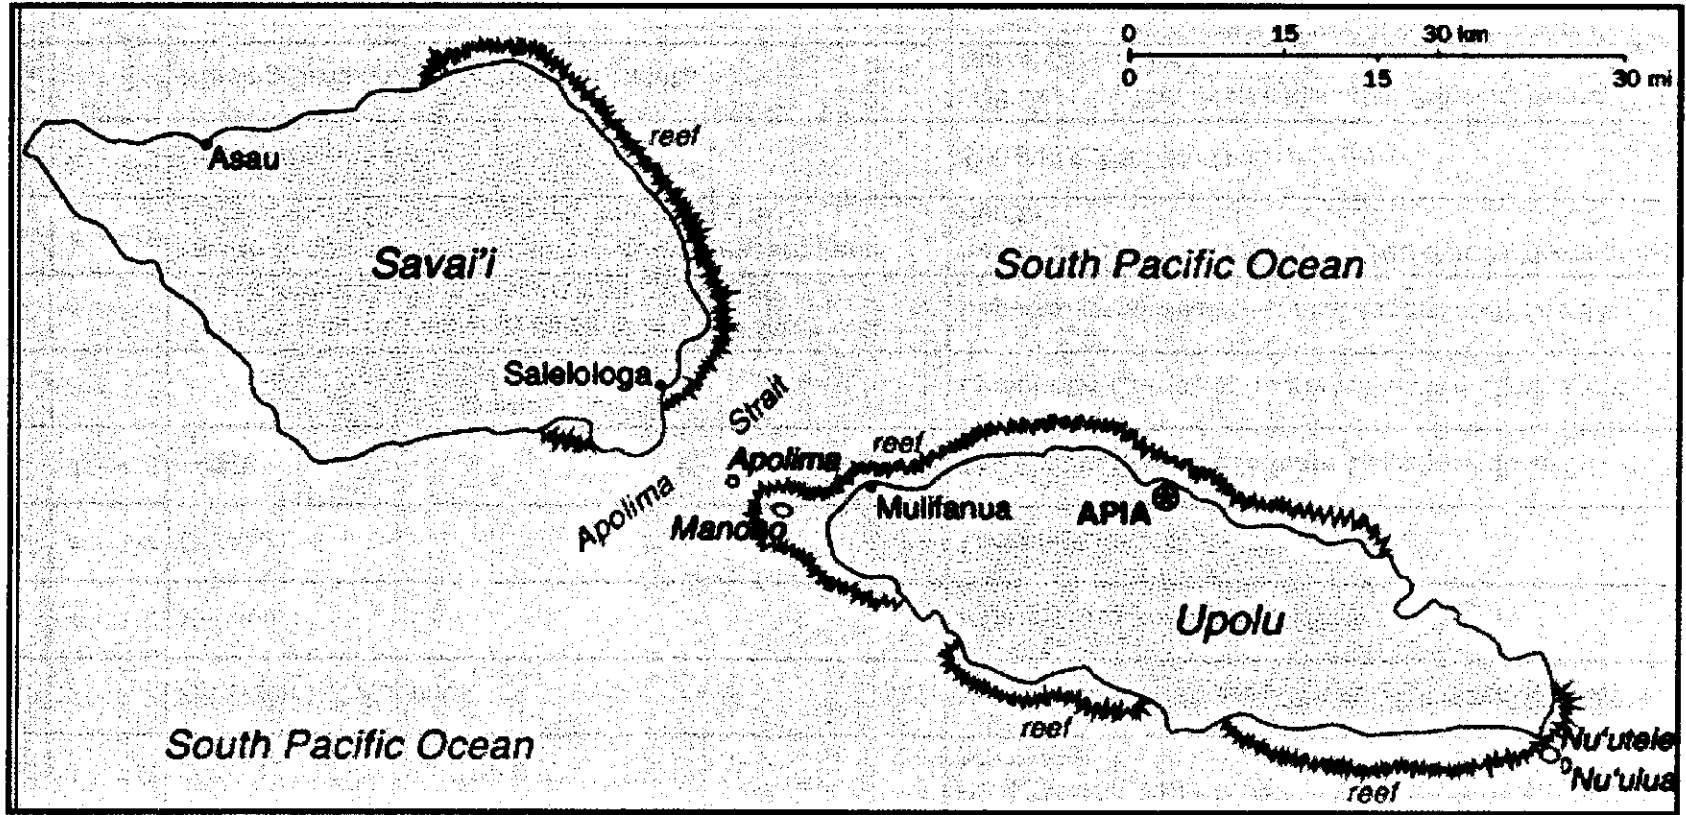 0 15 30 km
0 15 30 mi
reef
Asau
Savai'i
South Pacific Ocean
Salelologa
Strait
reef
Apolima
Apolima
Mulifanua
APIA
Manono
Upolu
reef
South Pacific Ocean
Nu'utele
Nu'ulua
reef